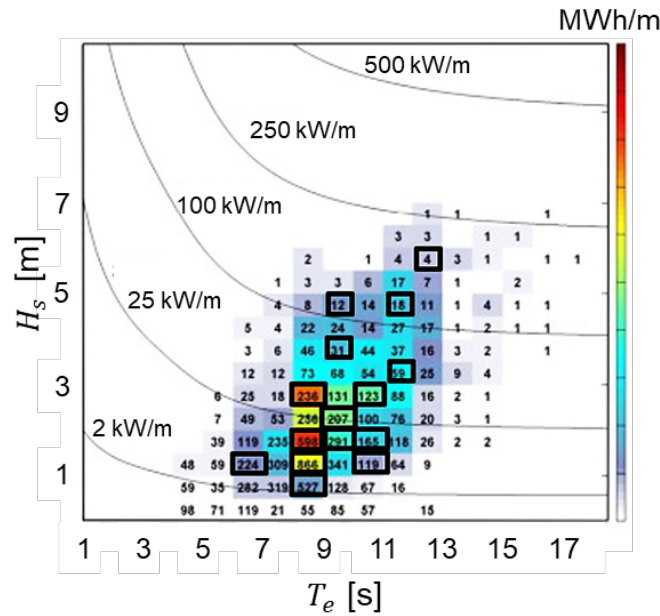 MWh/m
500 kW/m
9
250 kW/m
7
100 kW/m
1 1 1
3 3 1 1
2 1 4 4 3 1 1 1
Hs [m]
5
1 3 3 6 17 7 2
25 kW/m
4 8 12 14 18 11 1 4 1
5 4 22 24 14 27 17 1 2 1 1
3 6 46 31 44 37 16 3 2 1
3
12 12 73 68 54 59 25 9 4
6 25 18 236 131 123 88 16 2 1
2 kW/m
7 49 53 256 207 100 76 20 3 1
39 119 235 598 291 165 118 26 2 2
1
48 59 224 309 866 341 119 64 9
59 35 282 319 527 128 67 16
98 71 119 21 55 85 57 15
1 3 5 7 9 11 13 15 17
Te [s]